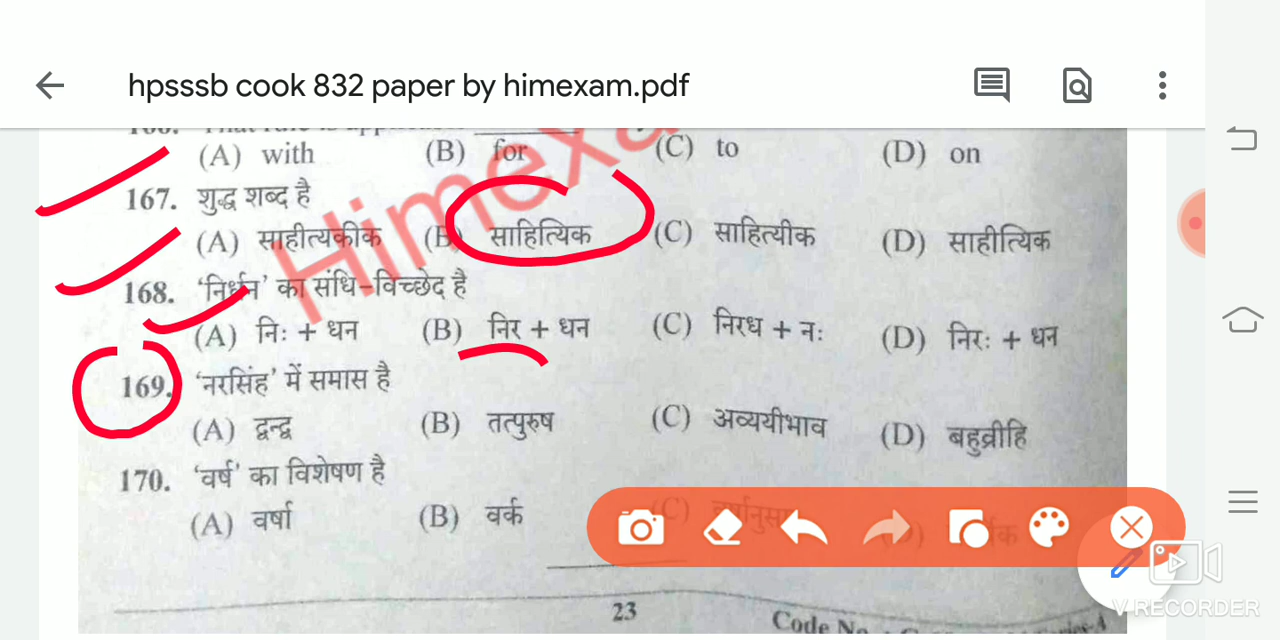 hpsssb cook 832 paper by himexam.pdf
(A) with (B) for (C) to (D) on
167. शुद्ध शब्द है
(A) साहीत्यकीक (B) साहित्यिक (C) साहित्यीक (D) साहीत्यिक
168. ‘निर्धन’ का संधि-विच्छेद है
(A) निः + धन (B) निर + धन (C) निरध + नः (D) निरः + धन
169. ‘नरसिंह’ में समास है
(A) द्वन्द्व (B) तत्पुरुष (C) अव्ययीभाव (D) बहुव्रीहि
170. ‘वर्ष’ का विशेषण है
(A) वर्षा (B) वर्क (C)
23
Code No.
Himexa
V RECORDER